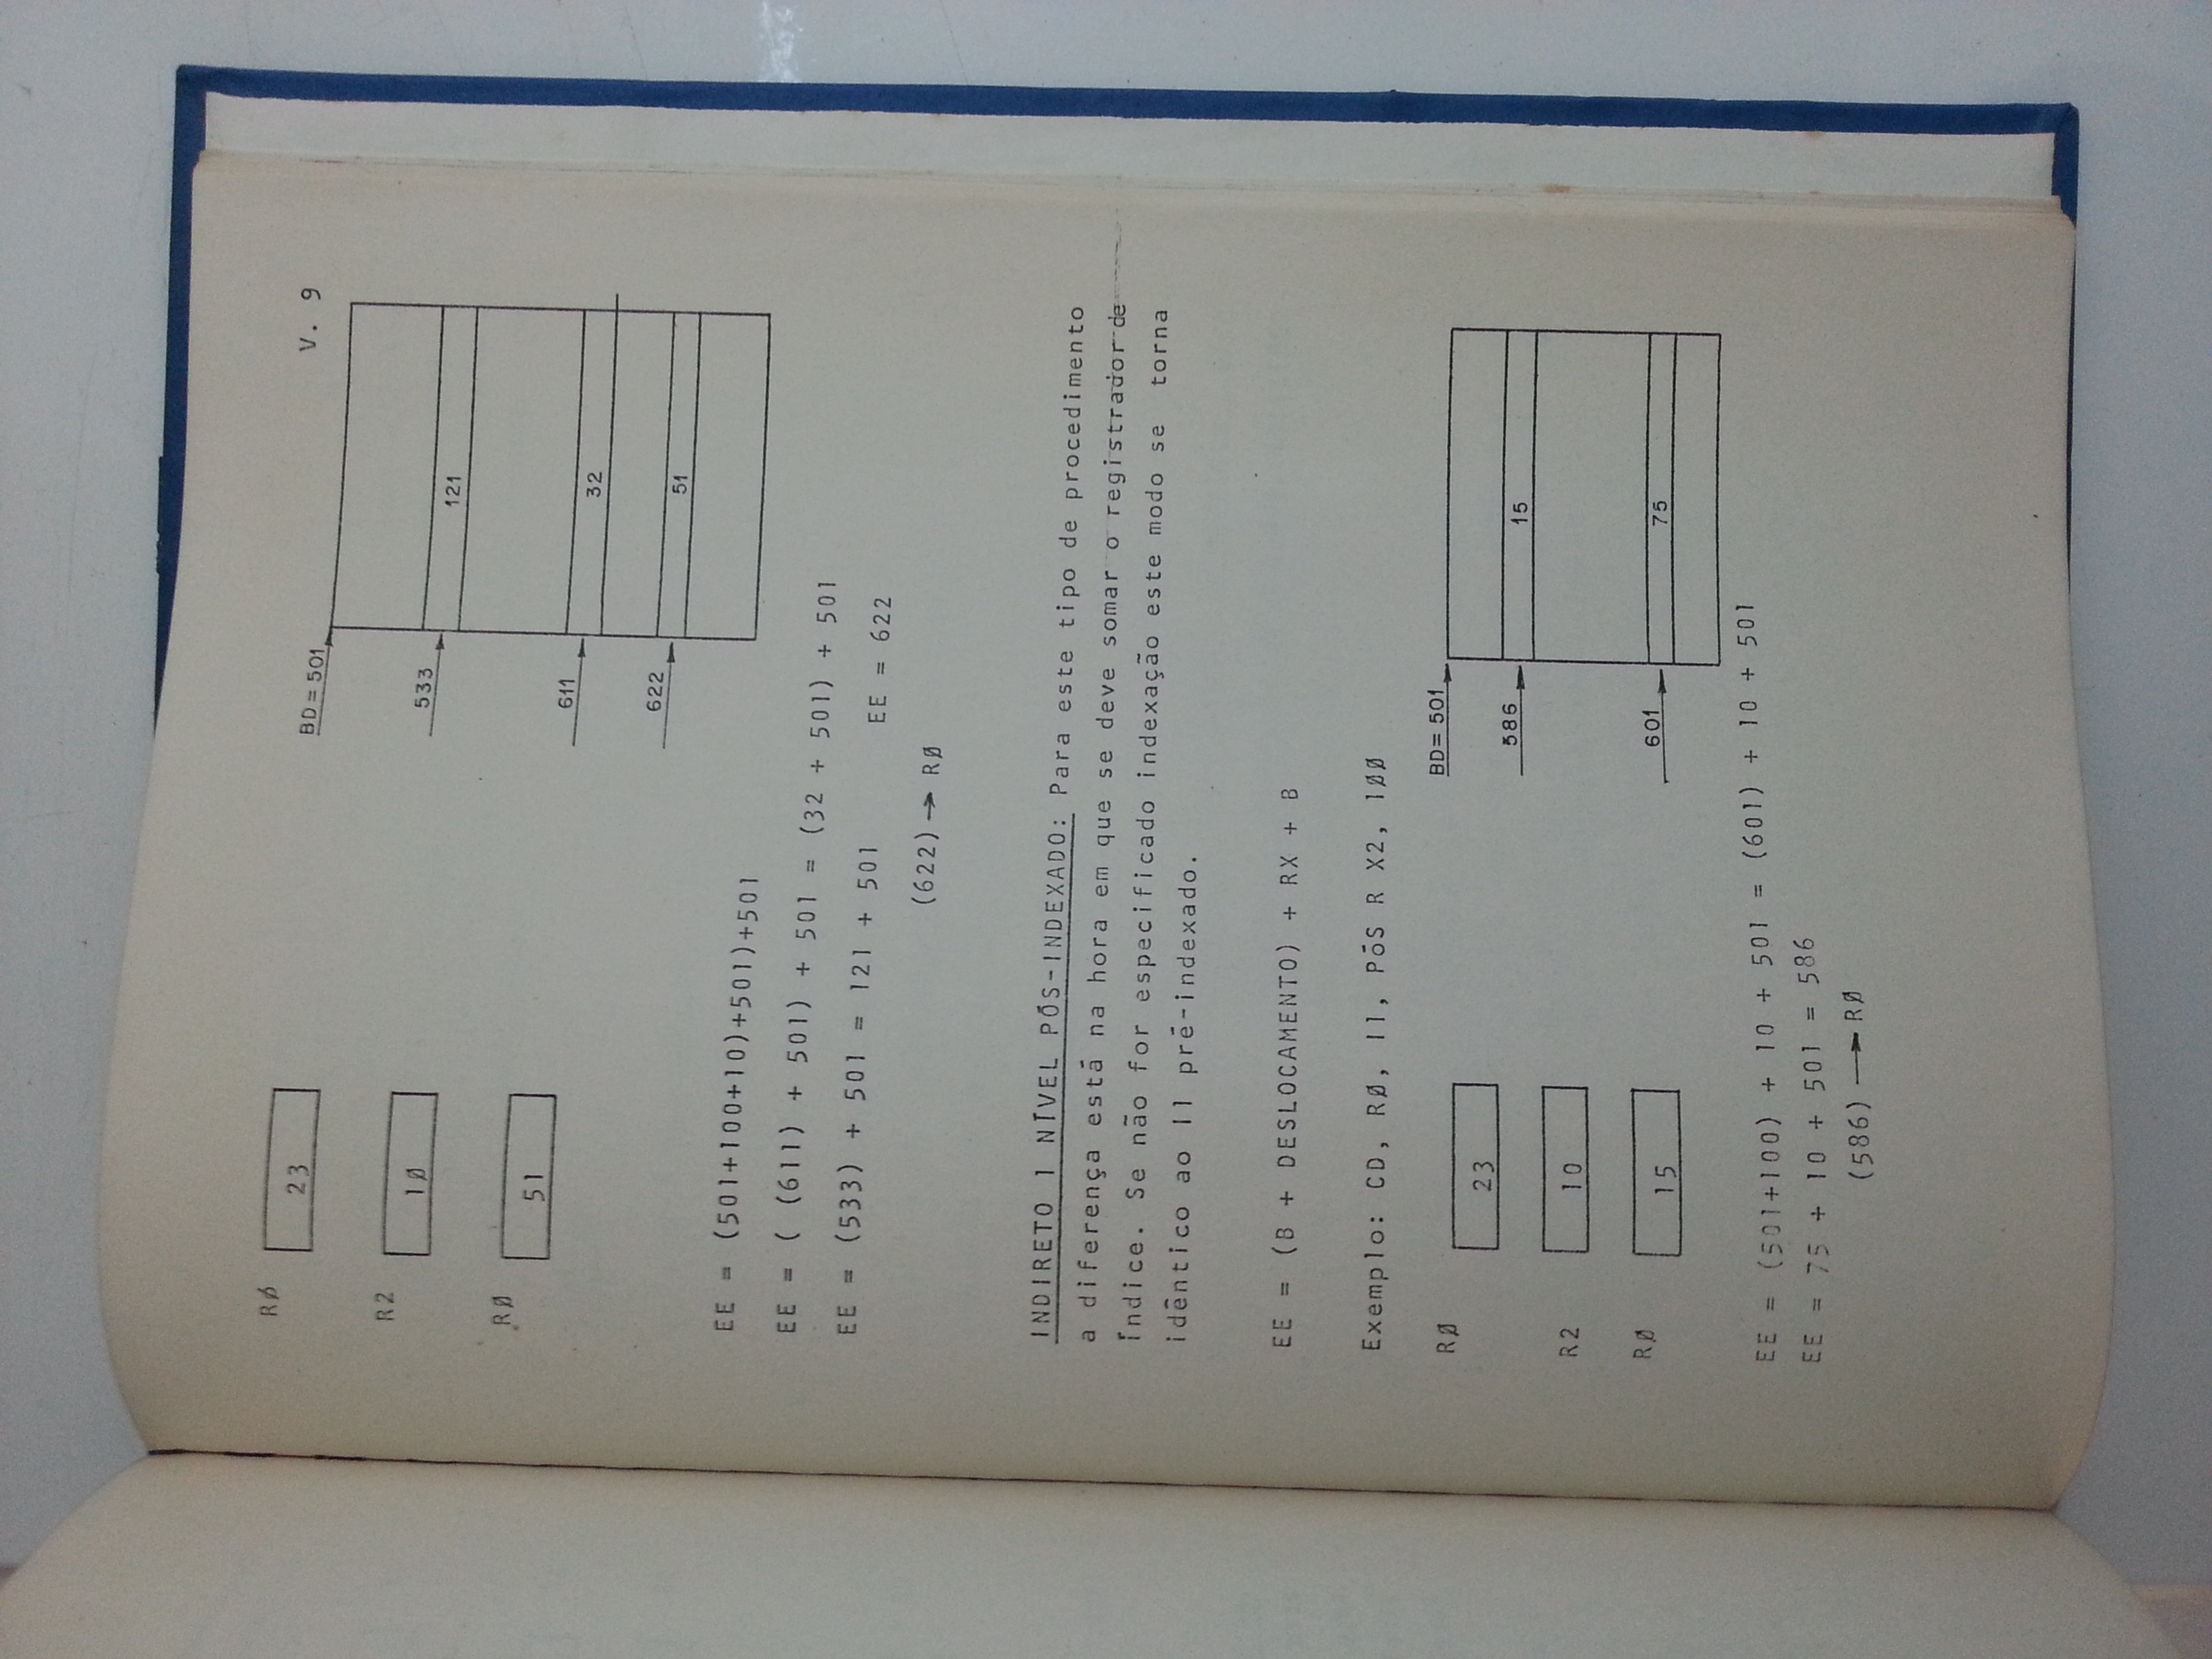 V. 9
RØ 23
BD= 501
R2 1Ø
533 121
RØ 51
611 32
622 51
EE = (501+100+10)+501)+501
EE = ( (611) + 501) + 501 = (32 + 501) + 501
EE = (533) + 501 = 121 + 501 EE = 622
(622) → RØ
INDIRETO 1 NÍVEL PÓS-INDEXADO: Para este tipo de procedimento
a diferença está na hora em que se deve somar o registrador de
índice. Se não for especificado indexação este modo se torna
idêntico ao I1 pré-indexado.
EE = (B + DESLOCAMENTO) + RX + B
Exemplo: CD, RØ, I1, PóS R X2, 1ØØ
RØ 23
BD= 501
R2 10
586 15
RØ 15
601 75
EE = (501+100) + 10 + 501 = (601) + 10 + 501
EE = 75 + 10 + 501 = 586
(586) → RØ